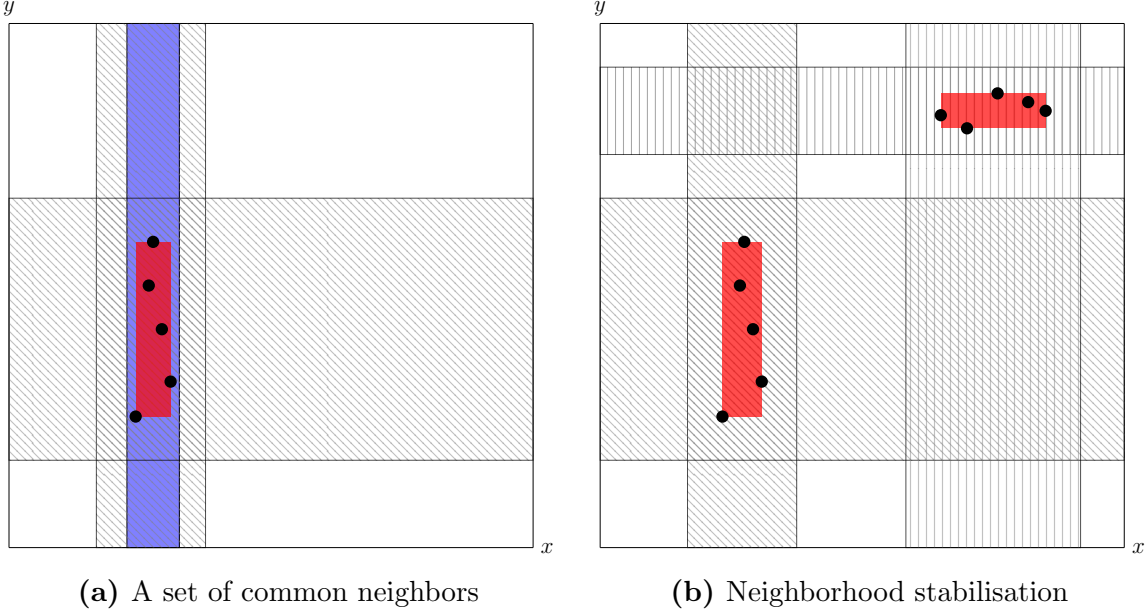 y
y
x
x
(a) A set of common neighbors
(b) Neighborhood stabilisation